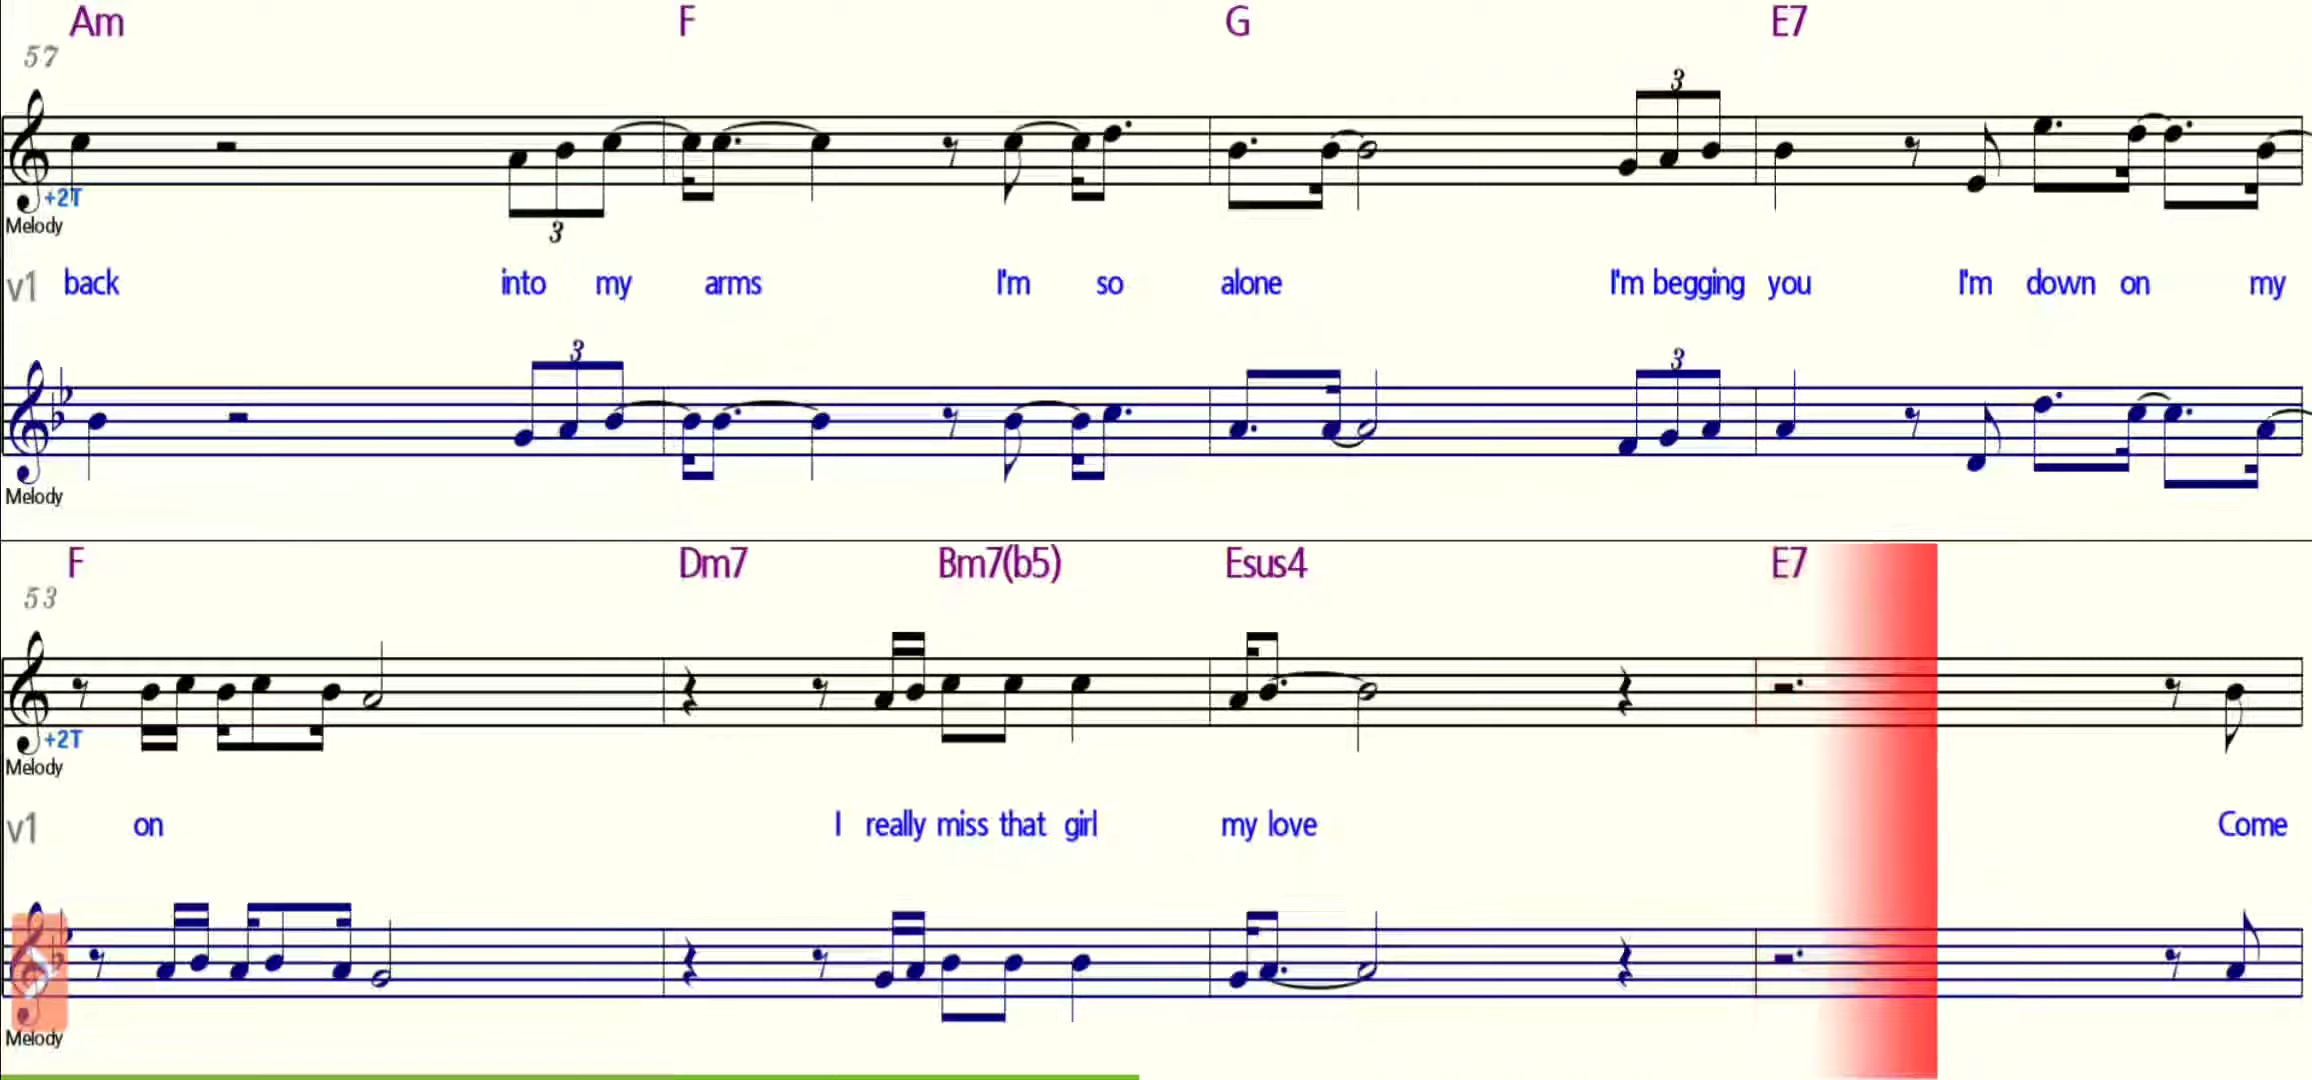 Am F G E7
57
3
+2T
Melody
3
v1 back into my arms I'm so alone I'm begging you I'm down on my
3 3
Melody
F Dm7 Bm7(b5) Esus4 E7
53
+2T
Melody
v1 on I really miss that girl my love Come
Melody